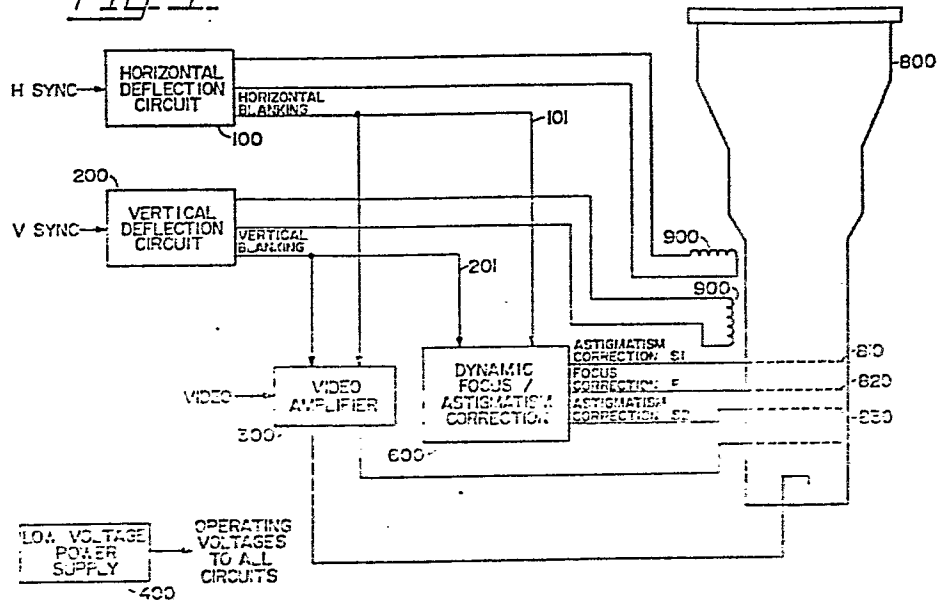 H SYNC
HORIZONTAL
DEFLECTION
CIRCUIT
HORIZONTAL
BLANKING
100
101
800
200
V SYNC
VERTICAL
DEFLECTION
CIRCUIT
VERTICAL
BLANKING
201
900
900
VIDEO
VIDEO
AMPLIFIER
300
DYNAMIC
FOCUS /
ASTIGMATISM
CORRECTION
600
ASTIGMATISM
CORRECTION S1
FOCUS
CORRECTION F
ASTIGMATISM
CORRECTION S2
810
820
830
LOW VOLTAGE
POWER
SUPPLY
400
OPERATING
VOLTAGES
TO ALL
CIRCUITS